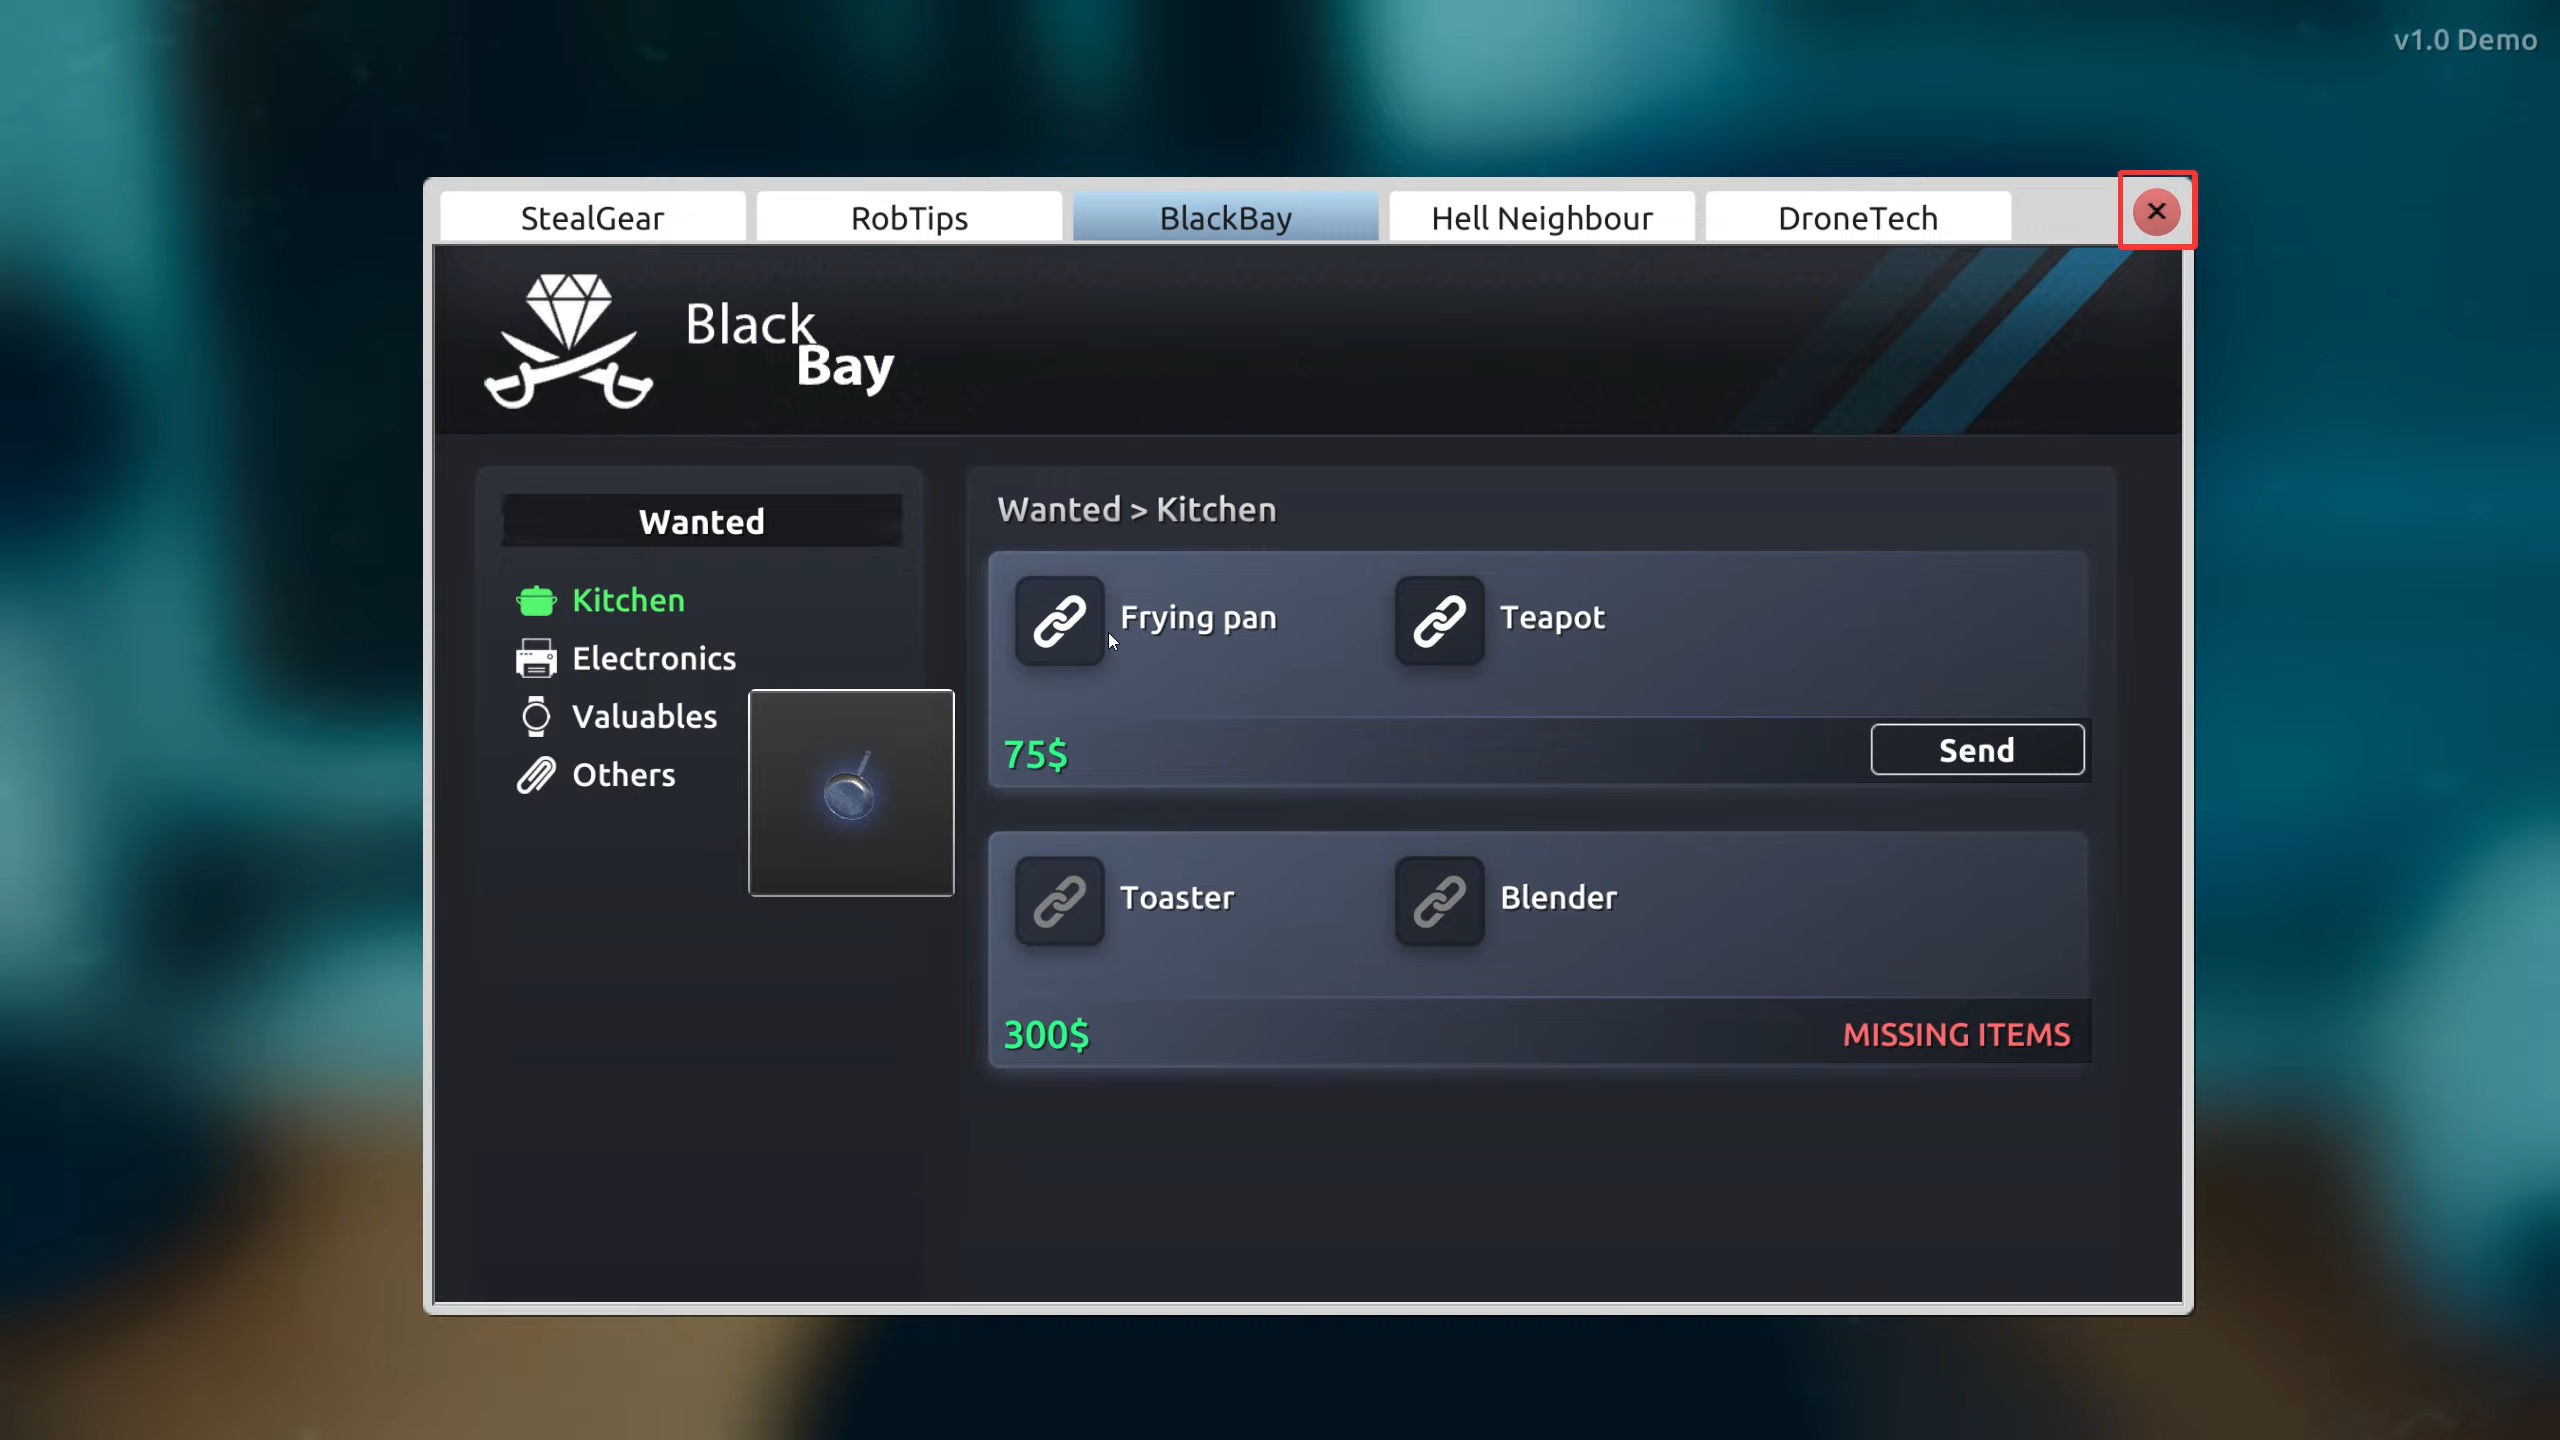 v1.0 Demo
StealGear
RobTips
BlackBay
Hell Neighbour
DroneTech
Black
Bay
Wanted
Kitchen
Electronics
Valuables
Others
Wanted > Kitchen
Frying pan
Teapot
75$
Send
Toaster
Blender
300$
MISSING ITEMS